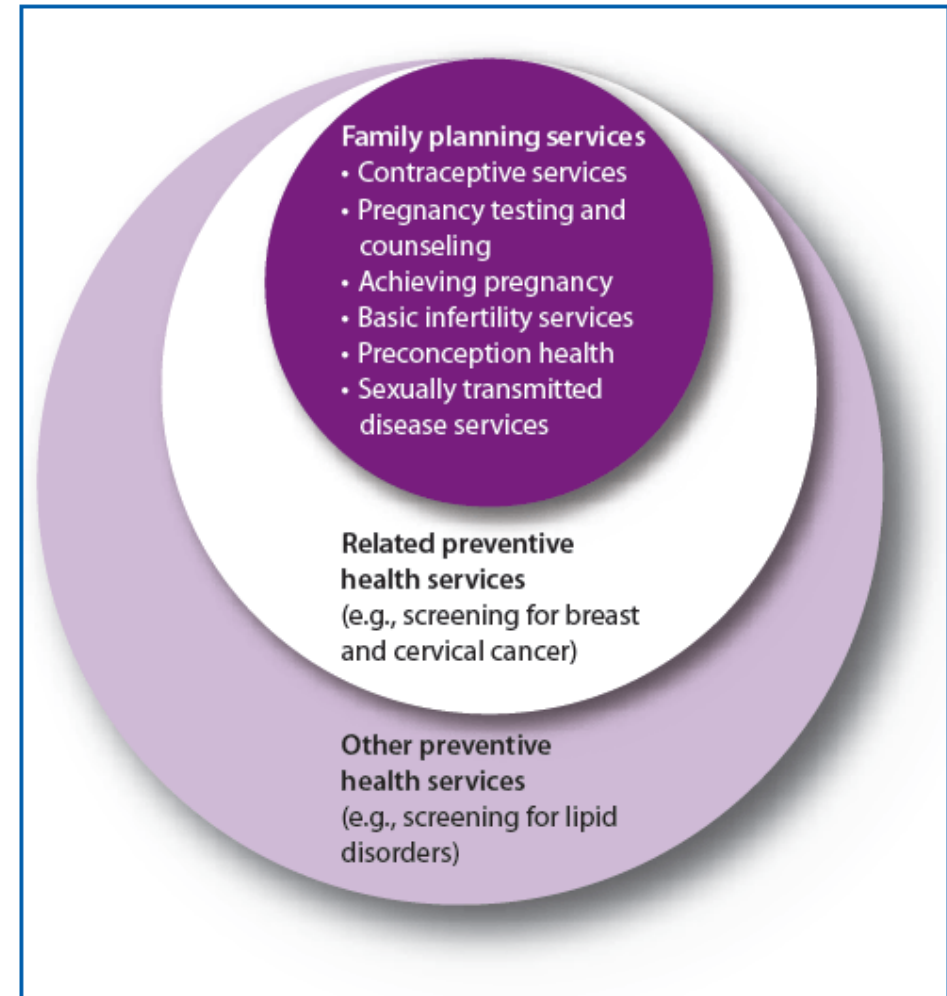 Family planning services
• Contraceptive services
• Pregnancy testing and
counseling
• Achieving pregnancy
• Basic infertility services
• Preconception health
• Sexually transmitted
disease services
Related preventive
health services
(e.g., screening for breast
and cervical cancer)
Other preventive
health services
(e.g., screening for lipid
disorders)